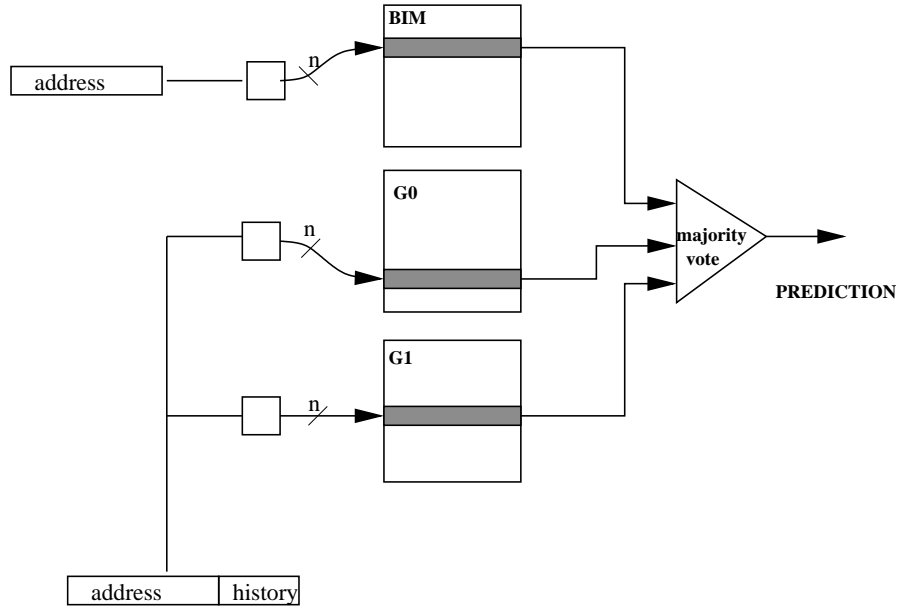 BIM
n
address
G0
n
majority
vote
PREDICTION
G1
n
address history